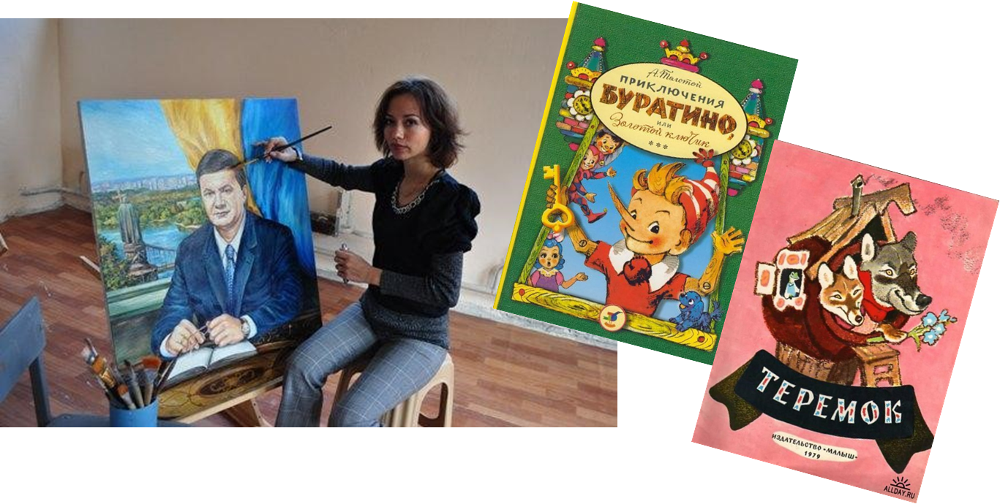 А. Толстой
ПРИКЛЮЧЕНИЯ
БУРАТИНО,
ИЛИ
Золотой ключик
***
ТЕРЕМОК
ИЗДАТЕЛЬСТВО «МАЛЫШ»
1979
ALLDAY.RU